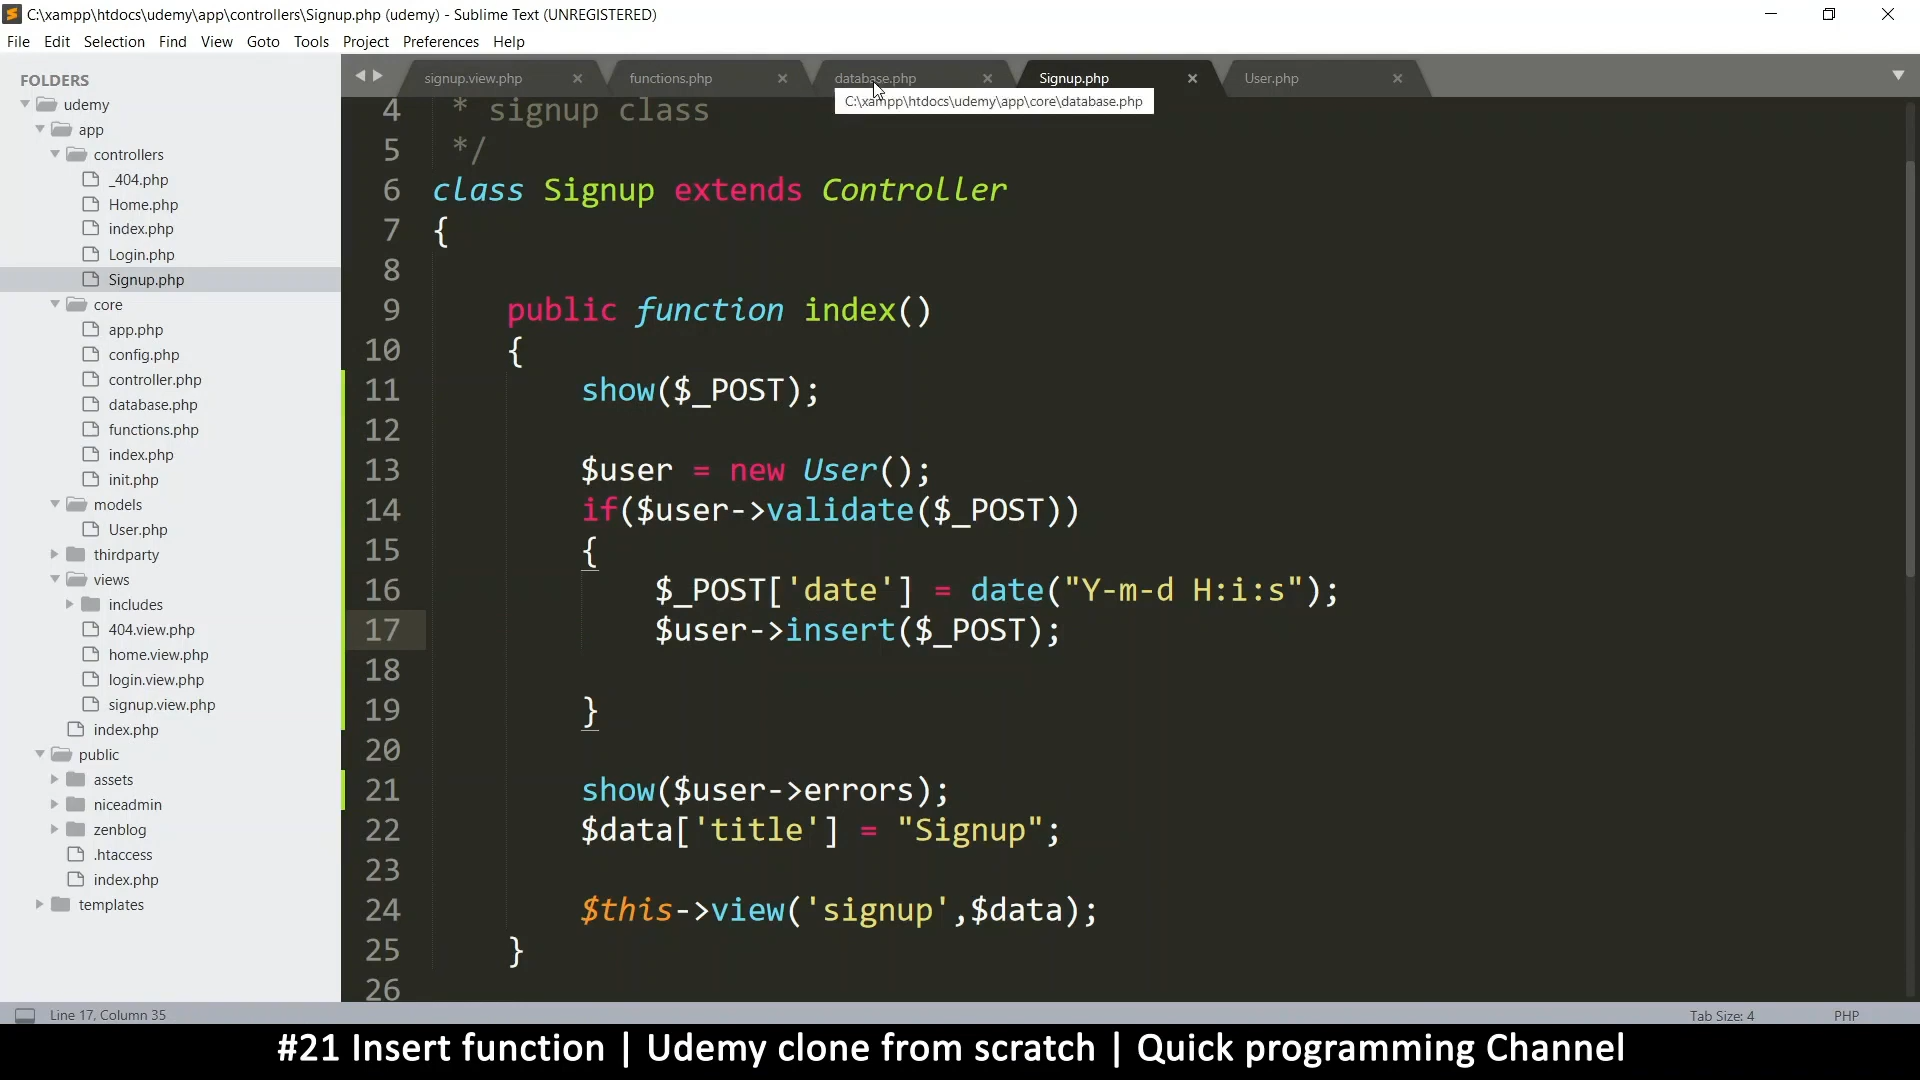 C:\xampp\htdocs\udemy\app\controllers\Signup.php (udemy) - Sublime Text (UNREGISTERED)
File Edit Selection Find View Goto Tools Project Preferences Help
FOLDERS
udemy
app
controllers
_404.php
Home.php
index.php
Login.php
Signup.php
core
app.php
config.php
controller.php
database.php
functions.php
index.php
init.php
models
User.php
thirdparty
views
includes
404.view.php
home.view.php
login.view.php
signup.view.php
index.php
public
assets
niceadmin
zenblog
.htaccess
index.php
templates
signup.view.php functions.php database.php Signup.php User.php
C:\xampp\htdocs\udemy\app\core\database.php
4 * signup class
5 */
6 class Signup extends Controller
7 {
8
9 public function index()
10 {
11 show($_POST);
12
13 $user = new User();
14 if($user->validate($_POST))
15 {
16 $_POST['date'] = date("Y-m-d H:i:s");
17 $user->insert($_POST);
18
19 }
20
21 show($user->errors);
22 $data['title'] = "Signup";
23
24 $this->view('signup',$data);
25 }
26
Line 17, Column 35 Tab Size: 4 PHP
#21 Insert function | Udemy clone from scratch | Quick programming Channel